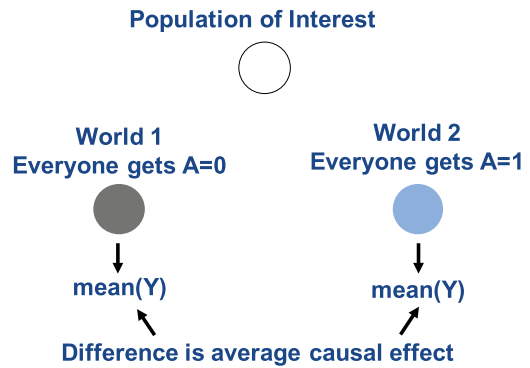 Population of Interest
World 1
Everyone gets A=0
World 2
Everyone gets A=1
mean(Y)
mean(Y)
Difference is average causal effect